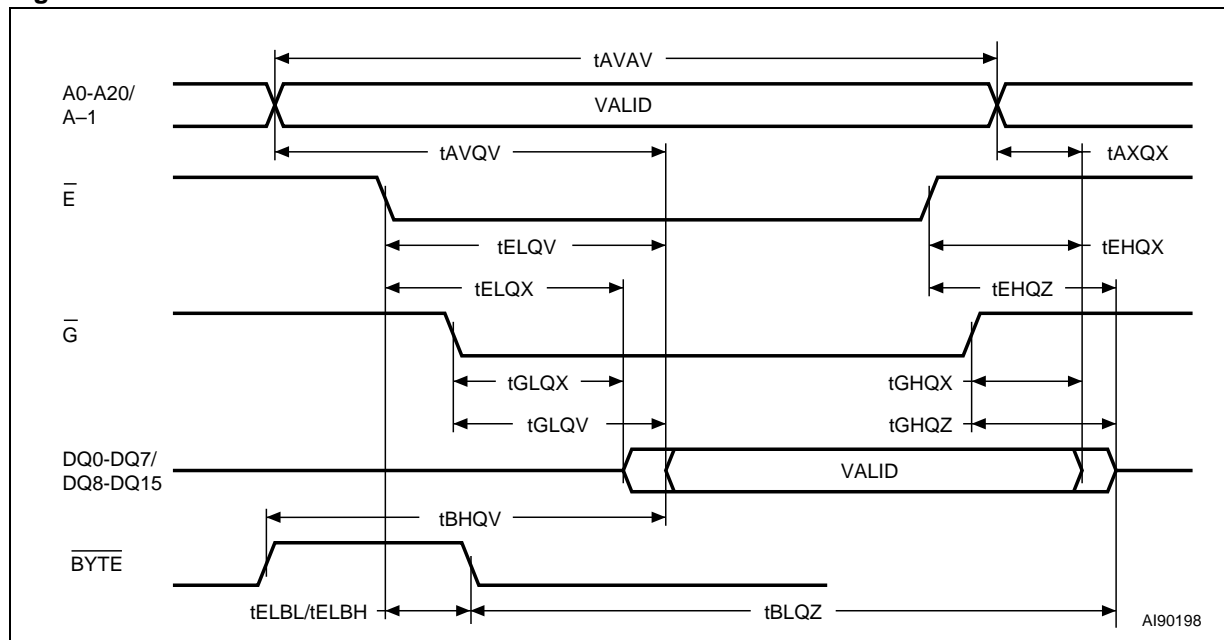 tAVAV
A0-A20/
A–1
VALID
tAVQV
tAXQX
E
tELQV
tEHQX
tELQX
tEHQZ
G
tGLQX
tGHQX
tGLQV
tGHQZ
DQ0-DQ7/
DQ8-DQ15
VALID
tBHQV
BYTE
tELBL/tELBH
tBLQZ
AI90198